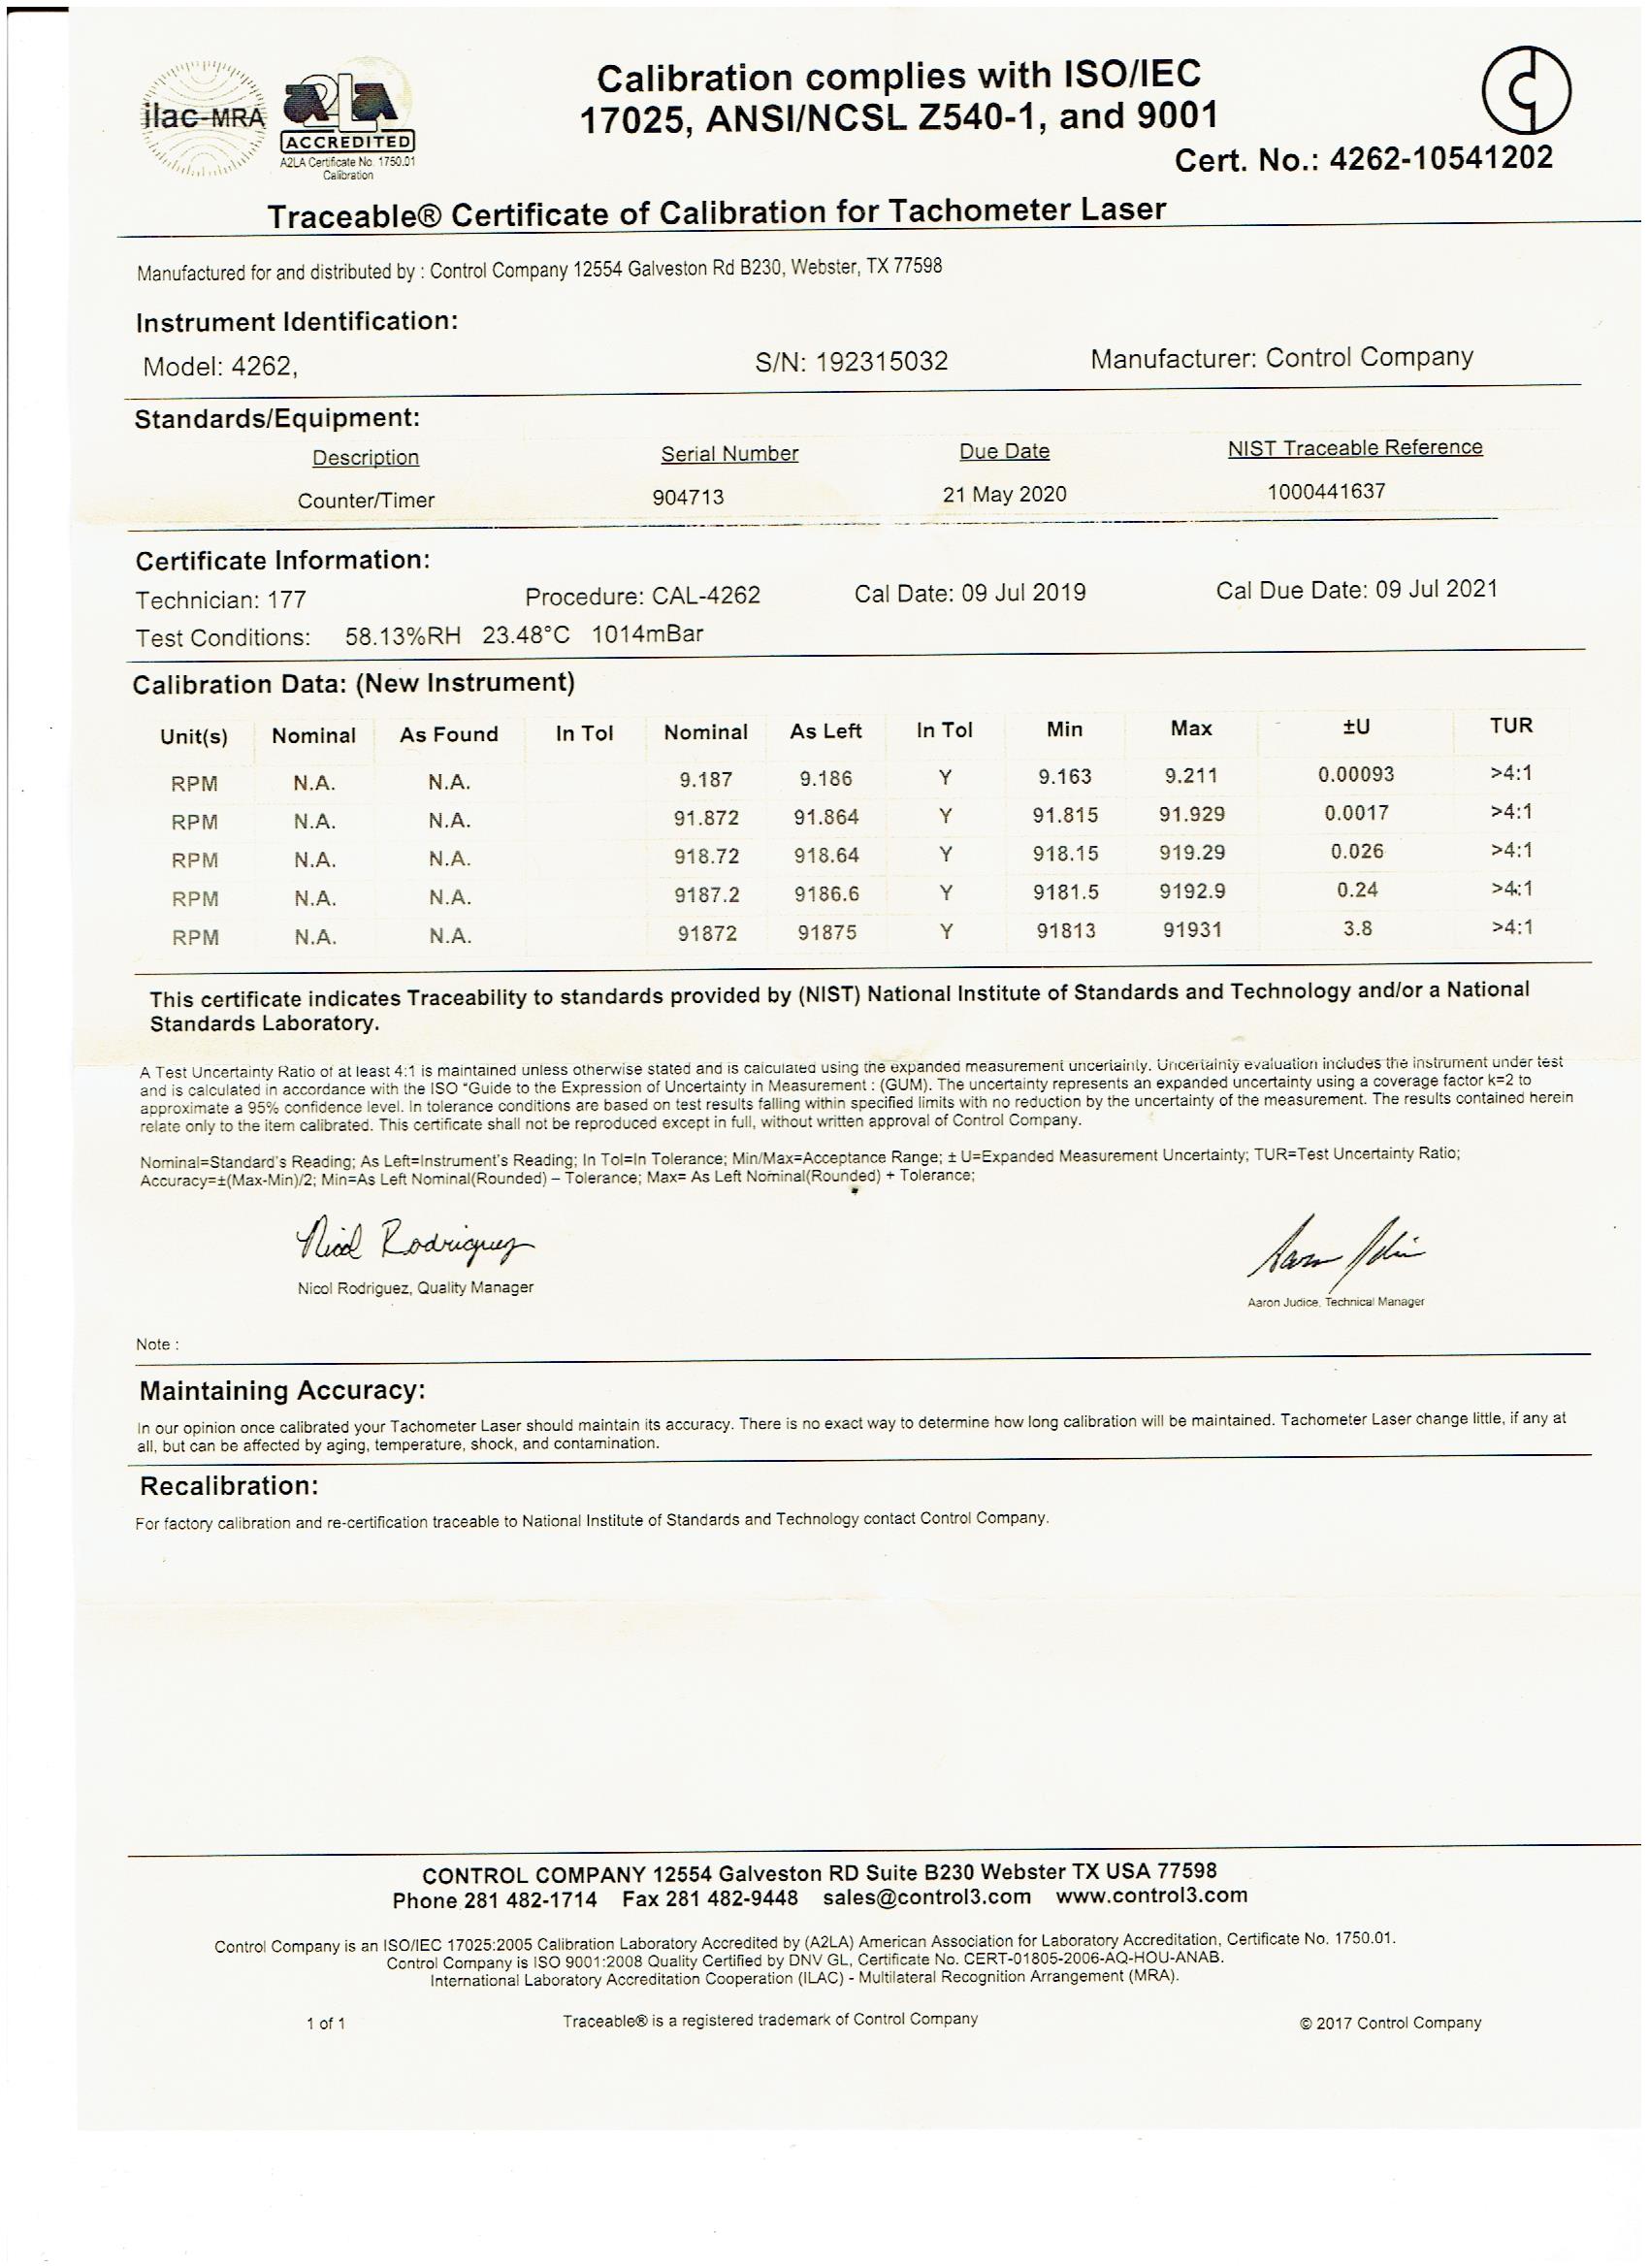 ilac-MRA
a2la
ACCREDITED
A2LA Certificate No. 1750.01
Calibration
Calibration complies with ISO/IEC
17025, ANSI/NCSL Z540-1, and 9001
Cert. No.: 4262-10541202
Traceable® Certificate of Calibration for Tachometer Laser
Manufactured for and distributed by : Control Company 12554 Galveston Rd B230, Webster, TX 77598
Instrument Identification:
Model: 4262, S/N: 192315032 Manufacturer: Control Company
Standards/Equipment:
Description Serial Number Due Date NIST Traceable Reference
Counter/Timer 904713 21 May 2020 1000441637
Certificate Information:
Technician: 177 Procedure: CAL-4262 Cal Date: 09 Jul 2019 Cal Due Date: 09 Jul 2021
Test Conditions: 58.13%RH 23.48°C 1014mBar
Calibration Data: (New Instrument)
Unit(s) Nominal As Found In Tol Nominal As Left In Tol Min Max ±U TUR
RPM N.A. N.A. 9.187 9.186 Y 9.163 9.211 0.00093 >4:1
RPM N.A. N.A. 91.872 91.864 Y 91.815 91.929 0.0017 >4:1
RPM N.A. N.A. 918.72 918.64 Y 918.15 919.29 0.026 >4:1
RPM N.A. N.A. 9187.2 9186.6 Y 9181.5 9192.9 0.24 >4:1
RPM N.A. N.A. 91872 91875 Y 91813 91931 3.8 >4:1
This certificate indicates Traceability to standards provided by (NIST) National Institute of Standards and Technology and/or a National
Standards Laboratory.
A Test Uncertainty Ratio of at least 4:1 is maintained unless otherwise stated and is calculated using the expanded measurement uncertainty. Uncertainty evaluation includes the instrument under test
and is calculated in accordance with the ISO "Guide to the Expression of Uncertainty in Measurement : (GUM). The uncertainty represents an expanded uncertainty using a coverage factor k=2 to
approximate a 95% confidence level. In tolerance conditions are based on test results falling within specified limits with no reduction by the uncertainty of the measurement. The results contained herein
relate only to the item calibrated. This certificate shall not be reproduced except in full, without written approval of Control Company.
Nominal=Standard's Reading; As Left=Instrument's Reading; In Tol=In Tolerance; Min/Max=Acceptance Range; ± U=Expanded Measurement Uncertainty; TUR=Test Uncertainty Ratio;
Accuracy=±(Max-Min)/2; Min=As Left Nominal(Rounded) – Tolerance; Max= As Left Nominal(Rounded) + Tolerance;
Nicol Rodriguez
Nicol Rodriguez, Quality Manager
Aaron Judice, Technical Manager
Note :
Maintaining Accuracy:
In our opinion once calibrated your Tachometer Laser should maintain its accuracy. There is no exact way to determine how long calibration will be maintained. Tachometer Laser change little, if any at
all, but can be affected by aging, temperature, shock, and contamination.
Recalibration:
For factory calibration and re-certification traceable to National Institute of Standards and Technology contact Control Company.
CONTROL COMPANY 12554 Galveston RD Suite B230 Webster TX USA 77598
Phone 281 482-1714 Fax 281 482-9448 sales@control3.com www.control3.com
Control Company is an ISO/IEC 17025:2005 Calibration Laboratory Accredited by (A2LA) American Association for Laboratory Accreditation, Certificate No. 1750.01.
Control Company is ISO 9001:2008 Quality Certified by DNV GL, Certificate No. CERT-01805-2006-AQ-HOU-ANAB.
International Laboratory Accreditation Cooperation (ILAC) - Multilateral Recognition Arrangement (MRA).
1 of 1 Traceable® is a registered trademark of Control Company © 2017 Control Company